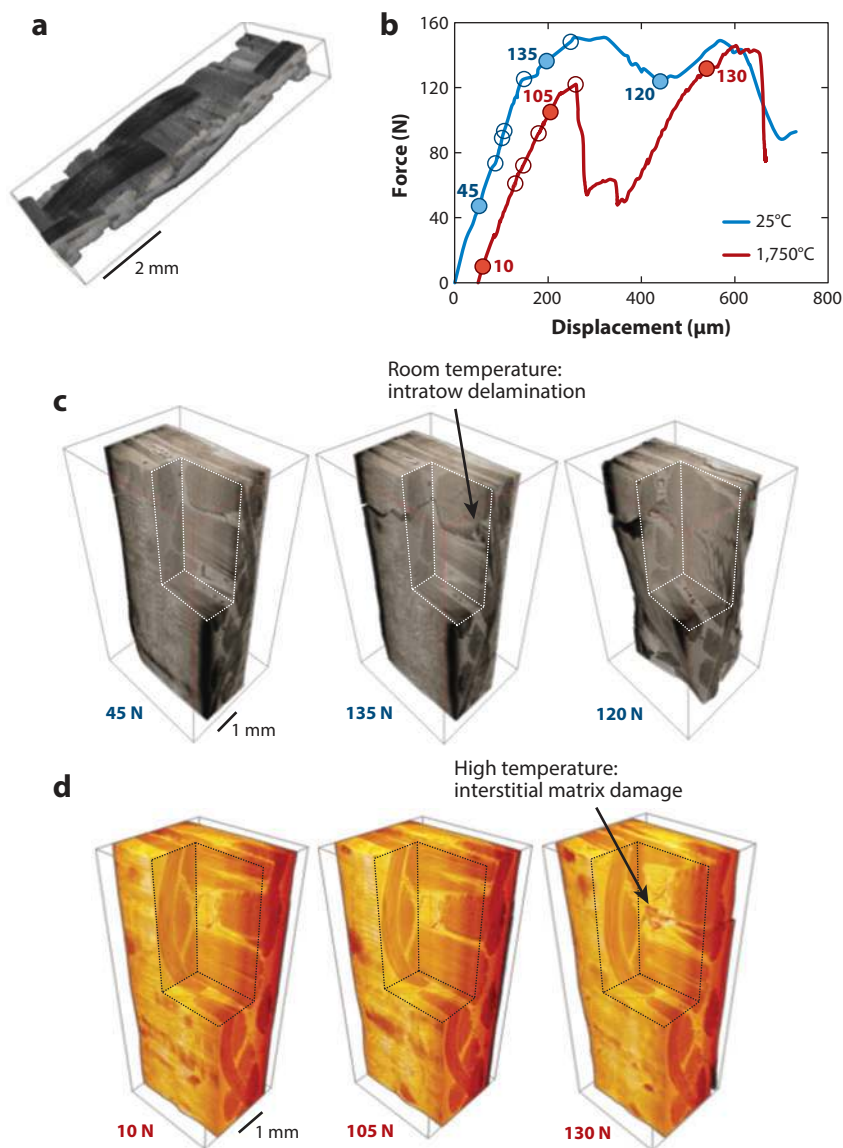 a
2 mm
b
160
120
80
40
0
Force (N)
135
105
45
10
120
130
25°C
1,750°C
0
200
400
600
800
Displacement (µm)
c
Room temperature:
intratow delamination
45 N
1 mm
135 N
120 N
d
High temperature:
interstitial matrix damage
10 N
1 mm
105 N
130 N